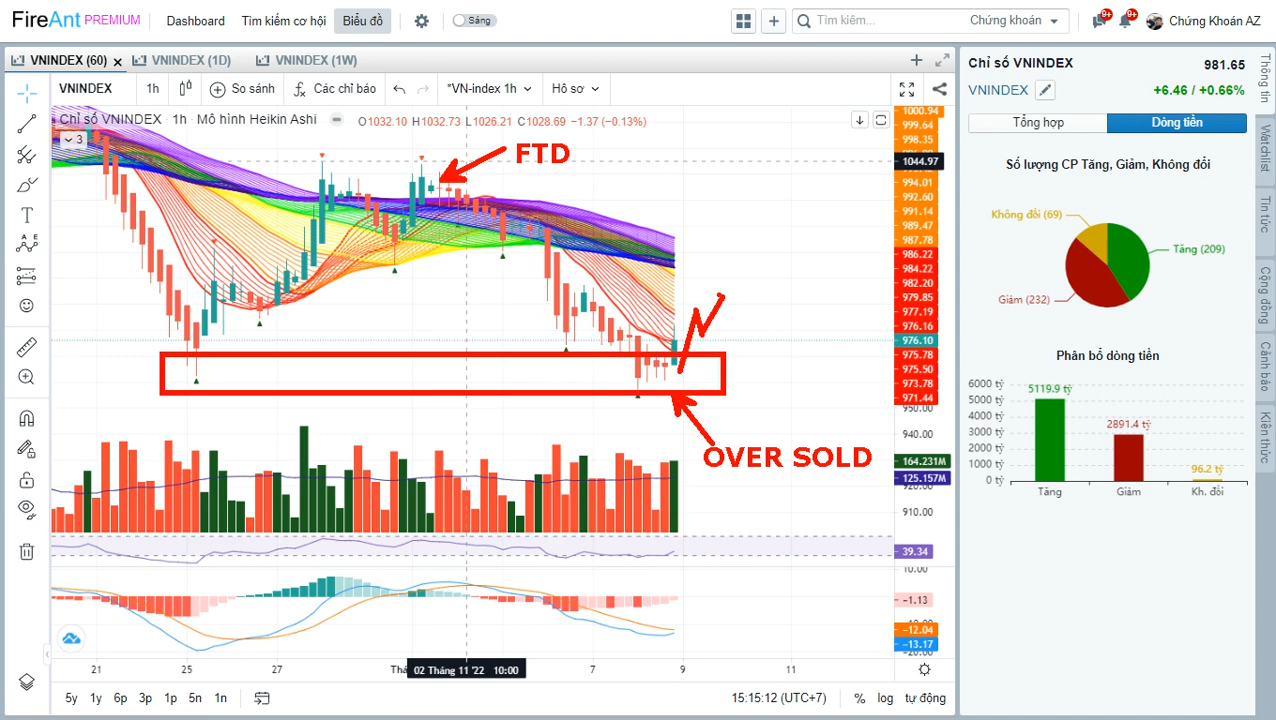 FireAnt PREMIUM Dashboard Tìm kiếm cơ hội Biểu đồ Sáng Tìm kiếm... Chứng khoán 9+ 9+ Chứng Khoán AZ
VNINDEX (60) VNINDEX (1D) VNINDEX (1W)
VNINDEX 1h So sánh Các chỉ báo *VN-index 1h Hồ sơ
Chỉ số VNINDEX 1h Mô hình Heikin Ashi O1032.10 H1032.73 L1026.21 C1028.69 −1.37 (−0.13%)
3
FTD
OVER SOLD
1000.94
999.64
998.35
1044.97
994.01
992.60
991.14
989.47
987.78
986.22
984.22
982.20
979.85
977.19
976.16
976.10
975.78
975.50
973.78
971.44
950.00
940.00
164.231M
125.157M
920.00
910.00
39.34
10.00
−1.13
−12.04
−13.17
−20.00
21 25 27 Thá 02 Tháng 11 '22 10:00 7 9 11
5y 1y 6p 3p 1p 5n 1n 15:15:12 (UTC+7) % log tự động
Chỉ số VNINDEX 981.65
VNINDEX +6.46 / +0.66%
Tổng hợp Dòng tiền
Số lượng CP Tăng, Giảm, Không đổi
Không đổi (69)
Tăng (209)
Giảm (232)
Phân bổ dòng tiền
6000 tỷ
5000 tỷ
4000 tỷ
3000 tỷ
2000 tỷ
1000 tỷ
0 tỷ
5119.9 tỷ
2891.4 tỷ
96.2 tỷ
Tăng Giảm Kh. đổi
Thông tin
Watchlist
Tin tức
Cộng đồng
Cảnh báo
Kiến thức